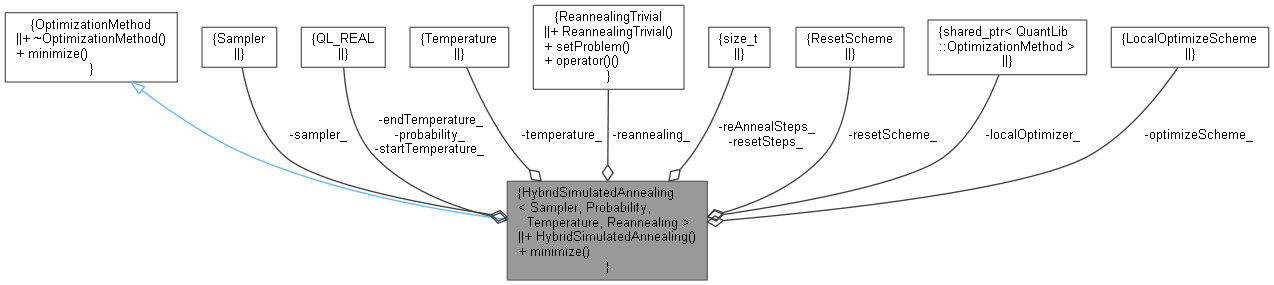 {OptimizationMethod
||+ ~OptimizationMethod()
+ minimize()
}
{Sampler
||}
{QL_REAL
||}
{Temperature
||}
{ReannealingTrivial
||+ ReannealingTrivial()
+ setProblem()
+ operator()()
}
{size_t
||}
{ResetScheme
||}
{shared_ptr< QuantLib
::OptimizationMethod >
||}
{LocalOptimizeScheme
||}
-sampler_
-endTemperature_
-probability_
-startTemperature_
-temperature_
-reannealing_
-reAnnealSteps_
-resetSteps_
-resetScheme_
-localOptimizer_
-optimizeScheme_
{HybridSimulatedAnnealing
< Sampler, Probability,
Temperature, Reannealing >
||+ HybridSimulatedAnnealing()
+ minimize()
}